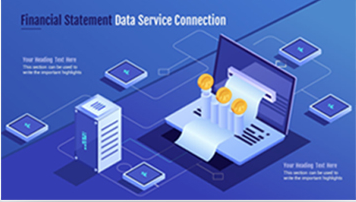 Financial Statement Data Service Connection
Your Heading Text Here
This section can be used to
write the important highlights
Your Heading Text Here
This section can be used to
write the important highlights